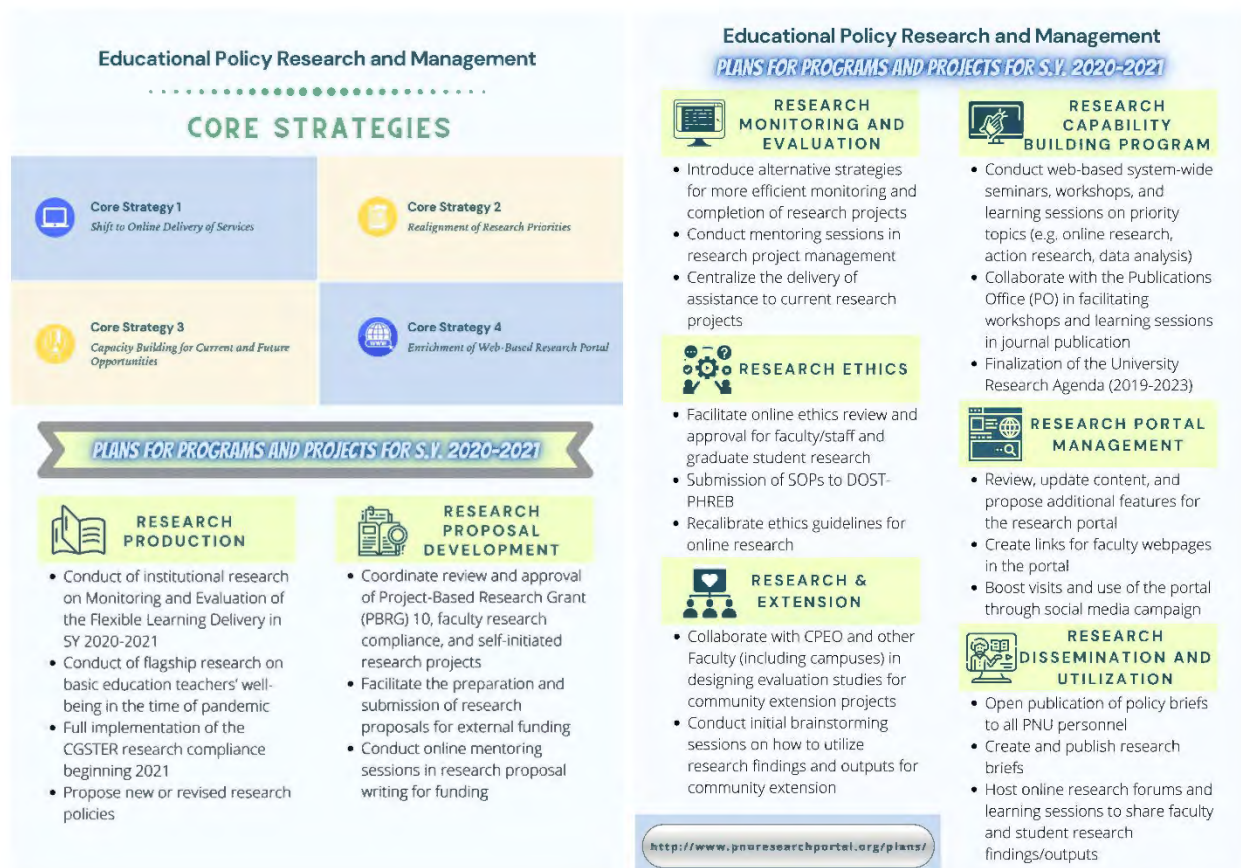 Educational Policy Research and Management
CORE STRATEGIES
Core Strategy 1
Shift to Online Delivery of Services
Core Strategy 2
Realignment of Research Priorities
Core Strategy 3
Capacity Building for Current and Future
Opportunities
Core Strategy 4
Enrichment of Web-Based Research Portal
PLANS FOR PROGRAMS AND PROJECTS FOR S.Y. 2020-2021
RESEARCH
PRODUCTION
• Conduct of institutional research
on Monitoring and Evaluation of
the Flexible Learning Delivery in
SY 2020-2021
• Conduct of flagship research on
basic education teachers' well-
being in the time of pandemic
• Full implementation of the
CGSTER research compliance
beginning 2021
• Propose new or revised research
policies
RESEARCH
PROPOSAL
DEVELOPMENT
• Coordinate review and approval
of Project-Based Research Grant
(PBRG) 10, faculty research
compliance, and self-initiated
research projects
• Facilitate the preparation and
submission of research
proposals for external funding
• Conduct online mentoring
sessions in research proposal
writing for funding
Educational Policy Research and Management
PLANS FOR PROGRAMS AND PROJECTS FOR S.Y. 2020-2021
RESEARCH
MONITORING AND
EVALUATION
• Introduce alternative strategies
for more efficient monitoring and
completion of research projects
• Conduct mentoring sessions in
research project management
• Centralize the delivery of
assistance to current research
projects
RESEARCH ETHICS
• Facilitate online ethics review and
approval for faculty/staff and
graduate student research
• Submission of SOPs to DOST-
PHREB
• Recalibrate ethics guidelines for
online research
RESEARCH &
EXTENSION
• Collaborate with CPEO and other
Faculty (including campuses) in
designing evaluation studies for
community extension projects
• Conduct initial brainstorming
sessions on how to utilize
research findings and outputs for
community extension
http://www.pnuresearchportal.org/plans/
RESEARCH
CAPABILITY
BUILDING PROGRAM
• Conduct web-based system-wide
seminars, workshops, and
learning sessions on priority
topics (e.g. online research,
action research, data analysis)
• Collaborate with the Publications
Office (PO) in facilitating
workshops and learning sessions
in journal publication
• Finalization of the University
Research Agenda (2019-2023)
RESEARCH PORTAL
MANAGEMENT
• Review, update content, and
propose additional features for
the research portal
• Create links for faculty webpages
in the portal
• Boost visits and use of the portal
through social media campaign
RESEARCH
DISSEMINATION AND
UTILIZATION
• Open publication of policy briefs
to all PNU personnel
• Create and publish research
briefs
• Host online research forums and
learning sessions to share faculty
and student research
findings/outputs